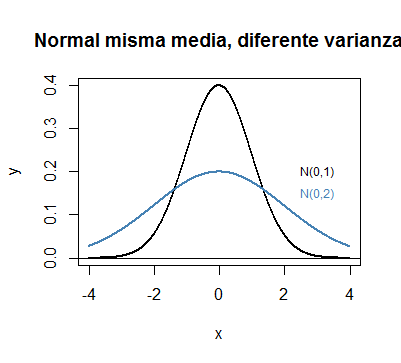 Normal misma media, diferente varianza
0.4
0.3
0.2
0.1
0.0
y
N(0,1)
N(0,2)
-4 -2 0 2 4
x